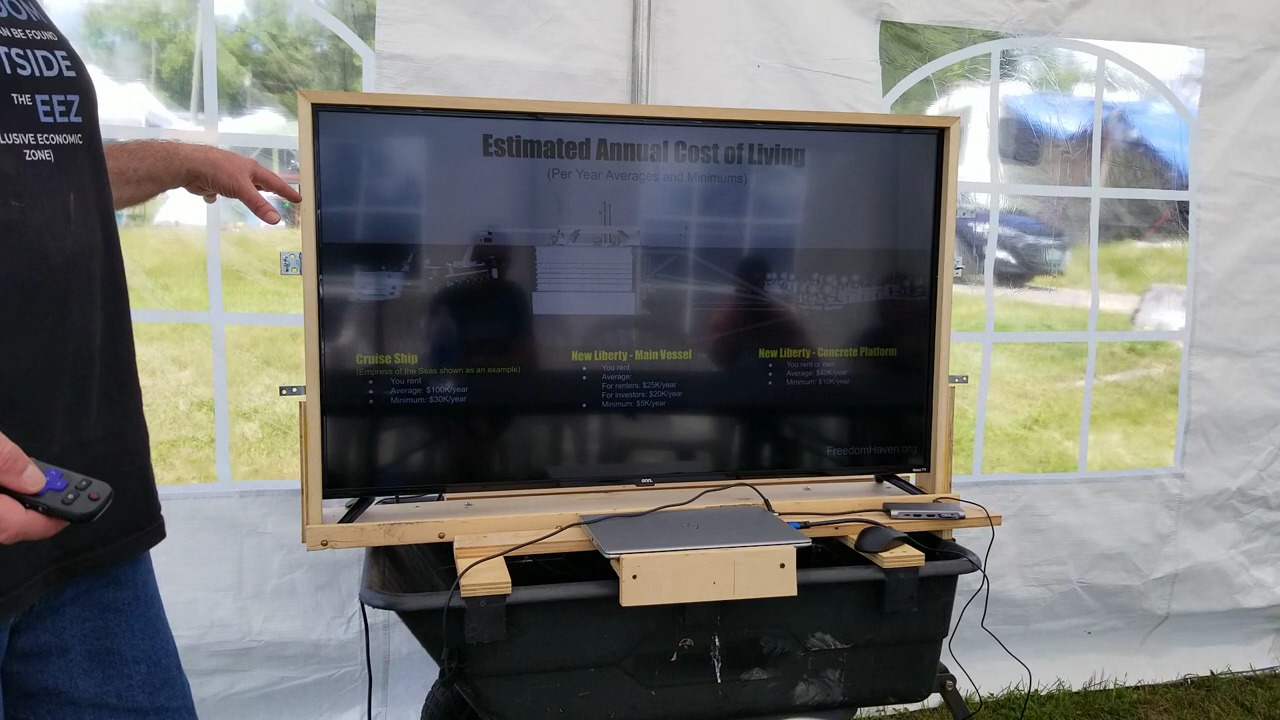 AN BE FOUND
TSIDE
THE EEZ
LUSIVE ECONOMIC
ZONE)
Estimated Annual Cost of Living
(Per Year Averages and Minimums)
Cruise Ship
(Empress of the Seas shown as an example)
• You rent
• Average: $100K/year
• Minimum: $30K/year
New Liberty - Main Vessel
• You rent
• Average:
For renters: $25K/year
For investors: $20K/year
• Minimum: $5K/year
New Liberty - Concrete Platform
• You rent or own
• Average: $40K/year
• Minimum: $10K/year
FreedomHaven.org
onn.
Roku TV